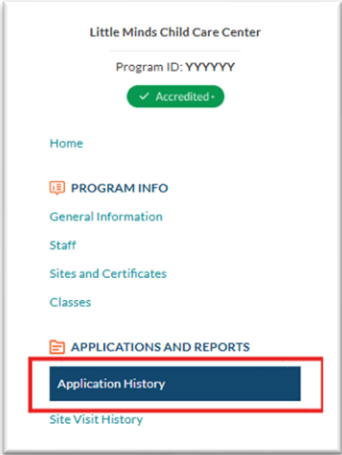 Little Minds Child Care Center
Program ID: YYYYYY
Accredited
Home
PROGRAM INFO
General Information
Staff
Sites and Certificates
Classes
APPLICATIONS AND REPORTS
Application History
Site Visit History